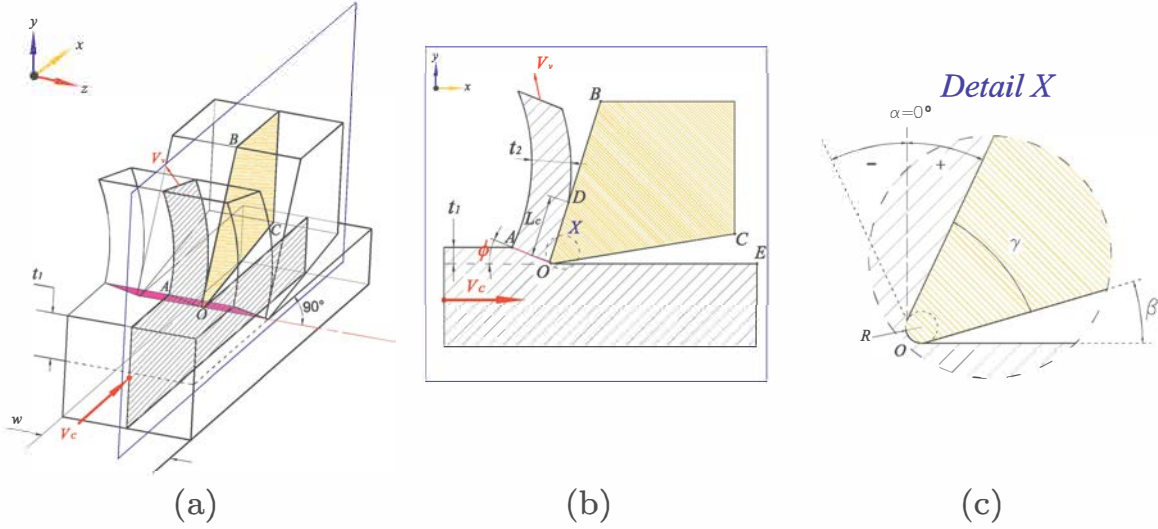 y
x
z
B
Vv
C
t1
A
O
90°
w
Vc
(a)
y
x
Vv
B
t2
D
t1
Lc
X
A
ϕ
C
O
E
Vc
(b)
Detail X
α=0°
−
+
γ
β
R
O
(c)